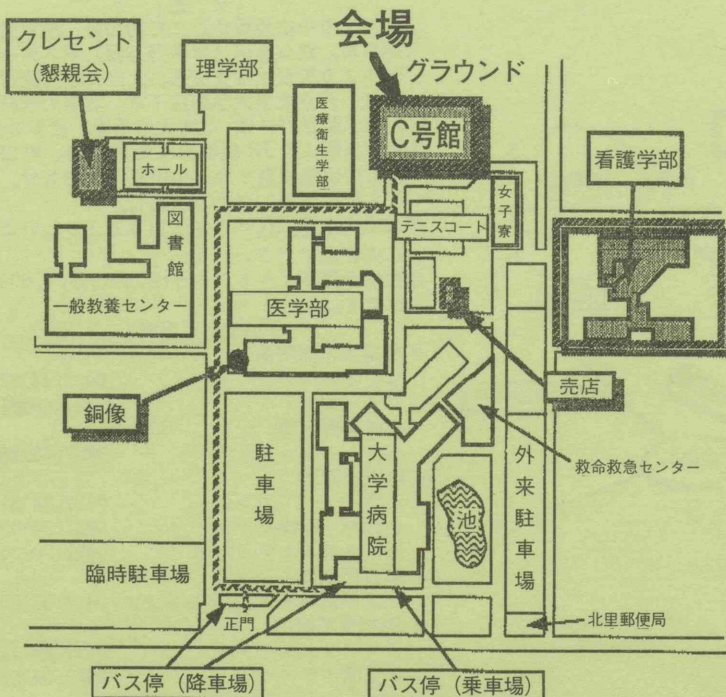 会場
クレセント
(懇親会)
理学部
グラウンド
医療衛生学部
C号館
看護学部
ホール
女子寮
テニスコート
図書館
一般教養センター
医学部
銅像
売店
駐車場
大学病院
救命救急センター
外来駐車場
池
臨時駐車場
正門
北里郵便局
バス停（降車場）
バス停（乗車場）